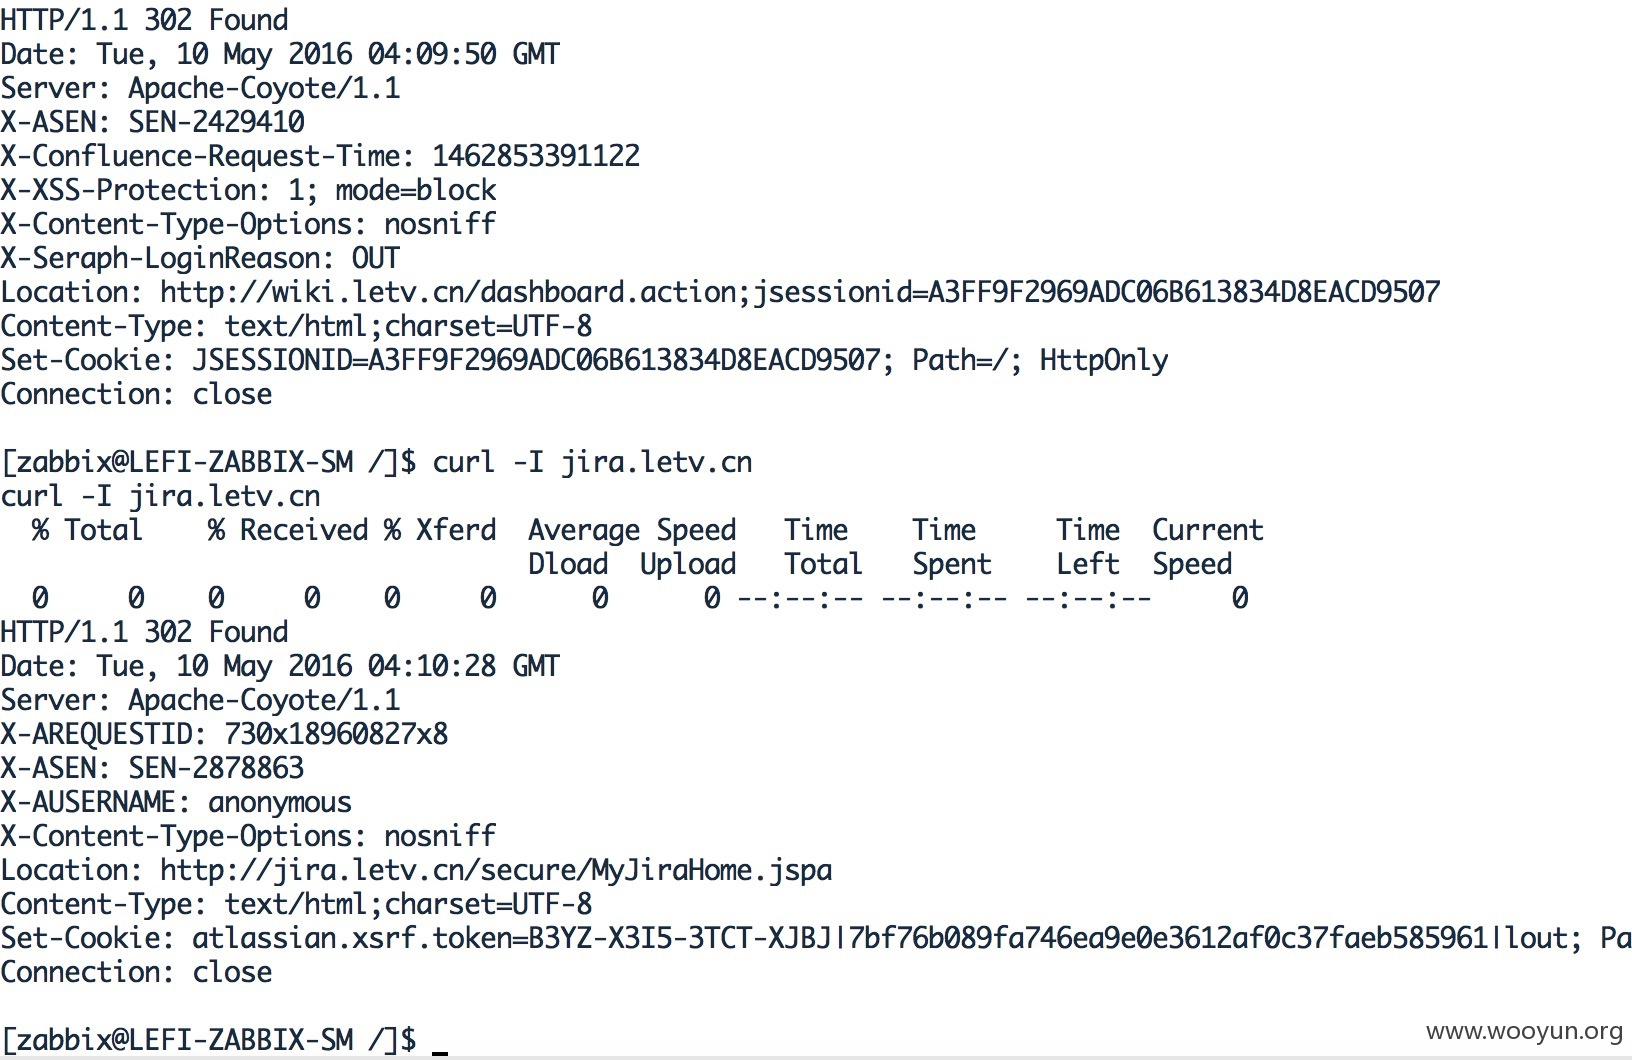 HTTP/1.1 302 Found
Date: Tue, 10 May 2016 04:09:50 GMT
Server: Apache-Coyote/1.1
X-ASEN: SEN-2429410
X-Confluence-Request-Time: 1462853391122
X-XSS-Protection: 1; mode=block
X-Content-Type-Options: nosniff
X-Seraph-LoginReason: OUT
Location: http://wiki.letv.cn/dashboard.action;jsessionid=A3FF9F2969ADC06B613834D8EACD9507
Content-Type: text/html;charset=UTF-8
Set-Cookie: JSESSIONID=A3FF9F2969ADC06B613834D8EACD9507; Path=/; HttpOnly
Connection: close
[zabbix@LEFI-ZABBIX-SM /]$ curl -I jira.letv.cn
curl -I jira.letv.cn
% Total % Received % Xferd Average Speed Time Time Time Current
Dload Upload Total Spent Left Speed
0 0 0 0 0 0 0 0 --:--:-- --:--:-- --:--:-- 0
HTTP/1.1 302 Found
Date: Tue, 10 May 2016 04:10:28 GMT
Server: Apache-Coyote/1.1
X-AREQUESTID: 730x18960827x8
X-ASEN: SEN-2878863
X-AUSERNAME: anonymous
X-Content-Type-Options: nosniff
Location: http://jira.letv.cn/secure/MyJiraHome.jspa
Content-Type: text/html;charset=UTF-8
Set-Cookie: atlassian.xsrf.token=B3YZ-X3I5-3TCT-XJBJ|7bf76b089fa746ea9e0e3612af0c37faeb585961|lout; Pa
Connection: close
[zabbix@LEFI-ZABBIX-SM /]$
www.wooyun.org